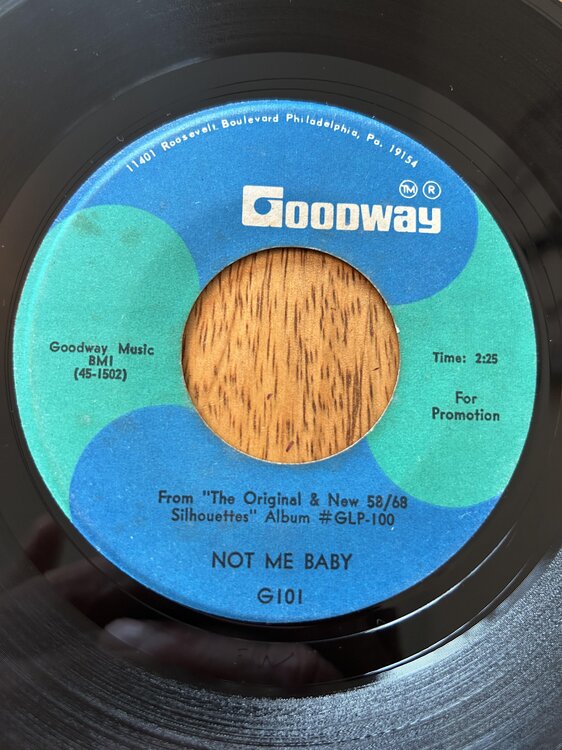 11401 Roosevelt Boulevard Philadelphia, Pa. 19154
TM R
GOODWAY
Goodway Music
BMI
(45-1502)
Time: 2:25
For
Promotion
From "The Original & New 58/68
Silhouettes" Album #GLP-100
NOT ME BABY
G101